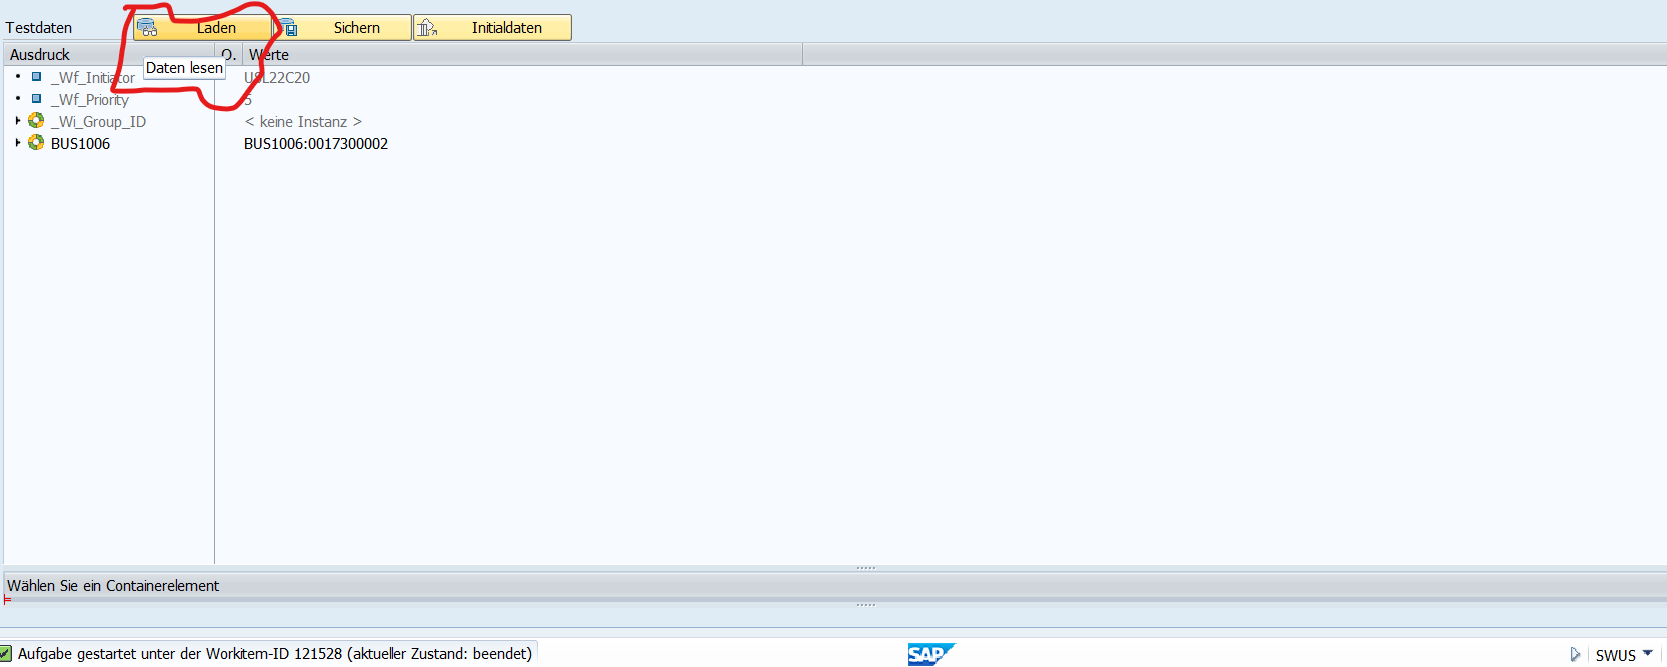 Testdaten Laden Sichern Initialdaten
Ausdruck O. Werte
Daten lesen
_Wf_Initiator USL22C20
_Wf_Priority 5
_Wi_Group_ID < keine Instanz >
BUS1006 BUS1006:0017300002
Wählen Sie ein Containerelement
Aufgabe gestartet unter der Workitem-ID 121528 (aktueller Zustand: beendet) SAP SWUS